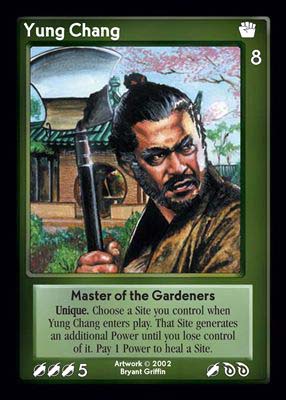 Yung Chang
8
Master of the Gardeners
Unique. Choose a Site you control when
Yung Chang enters play. That Site generates
an additional Power until you lose control
of it. Pay 1 Power to heal a Site.
Artwork © 2002
Bryant Griffin
5